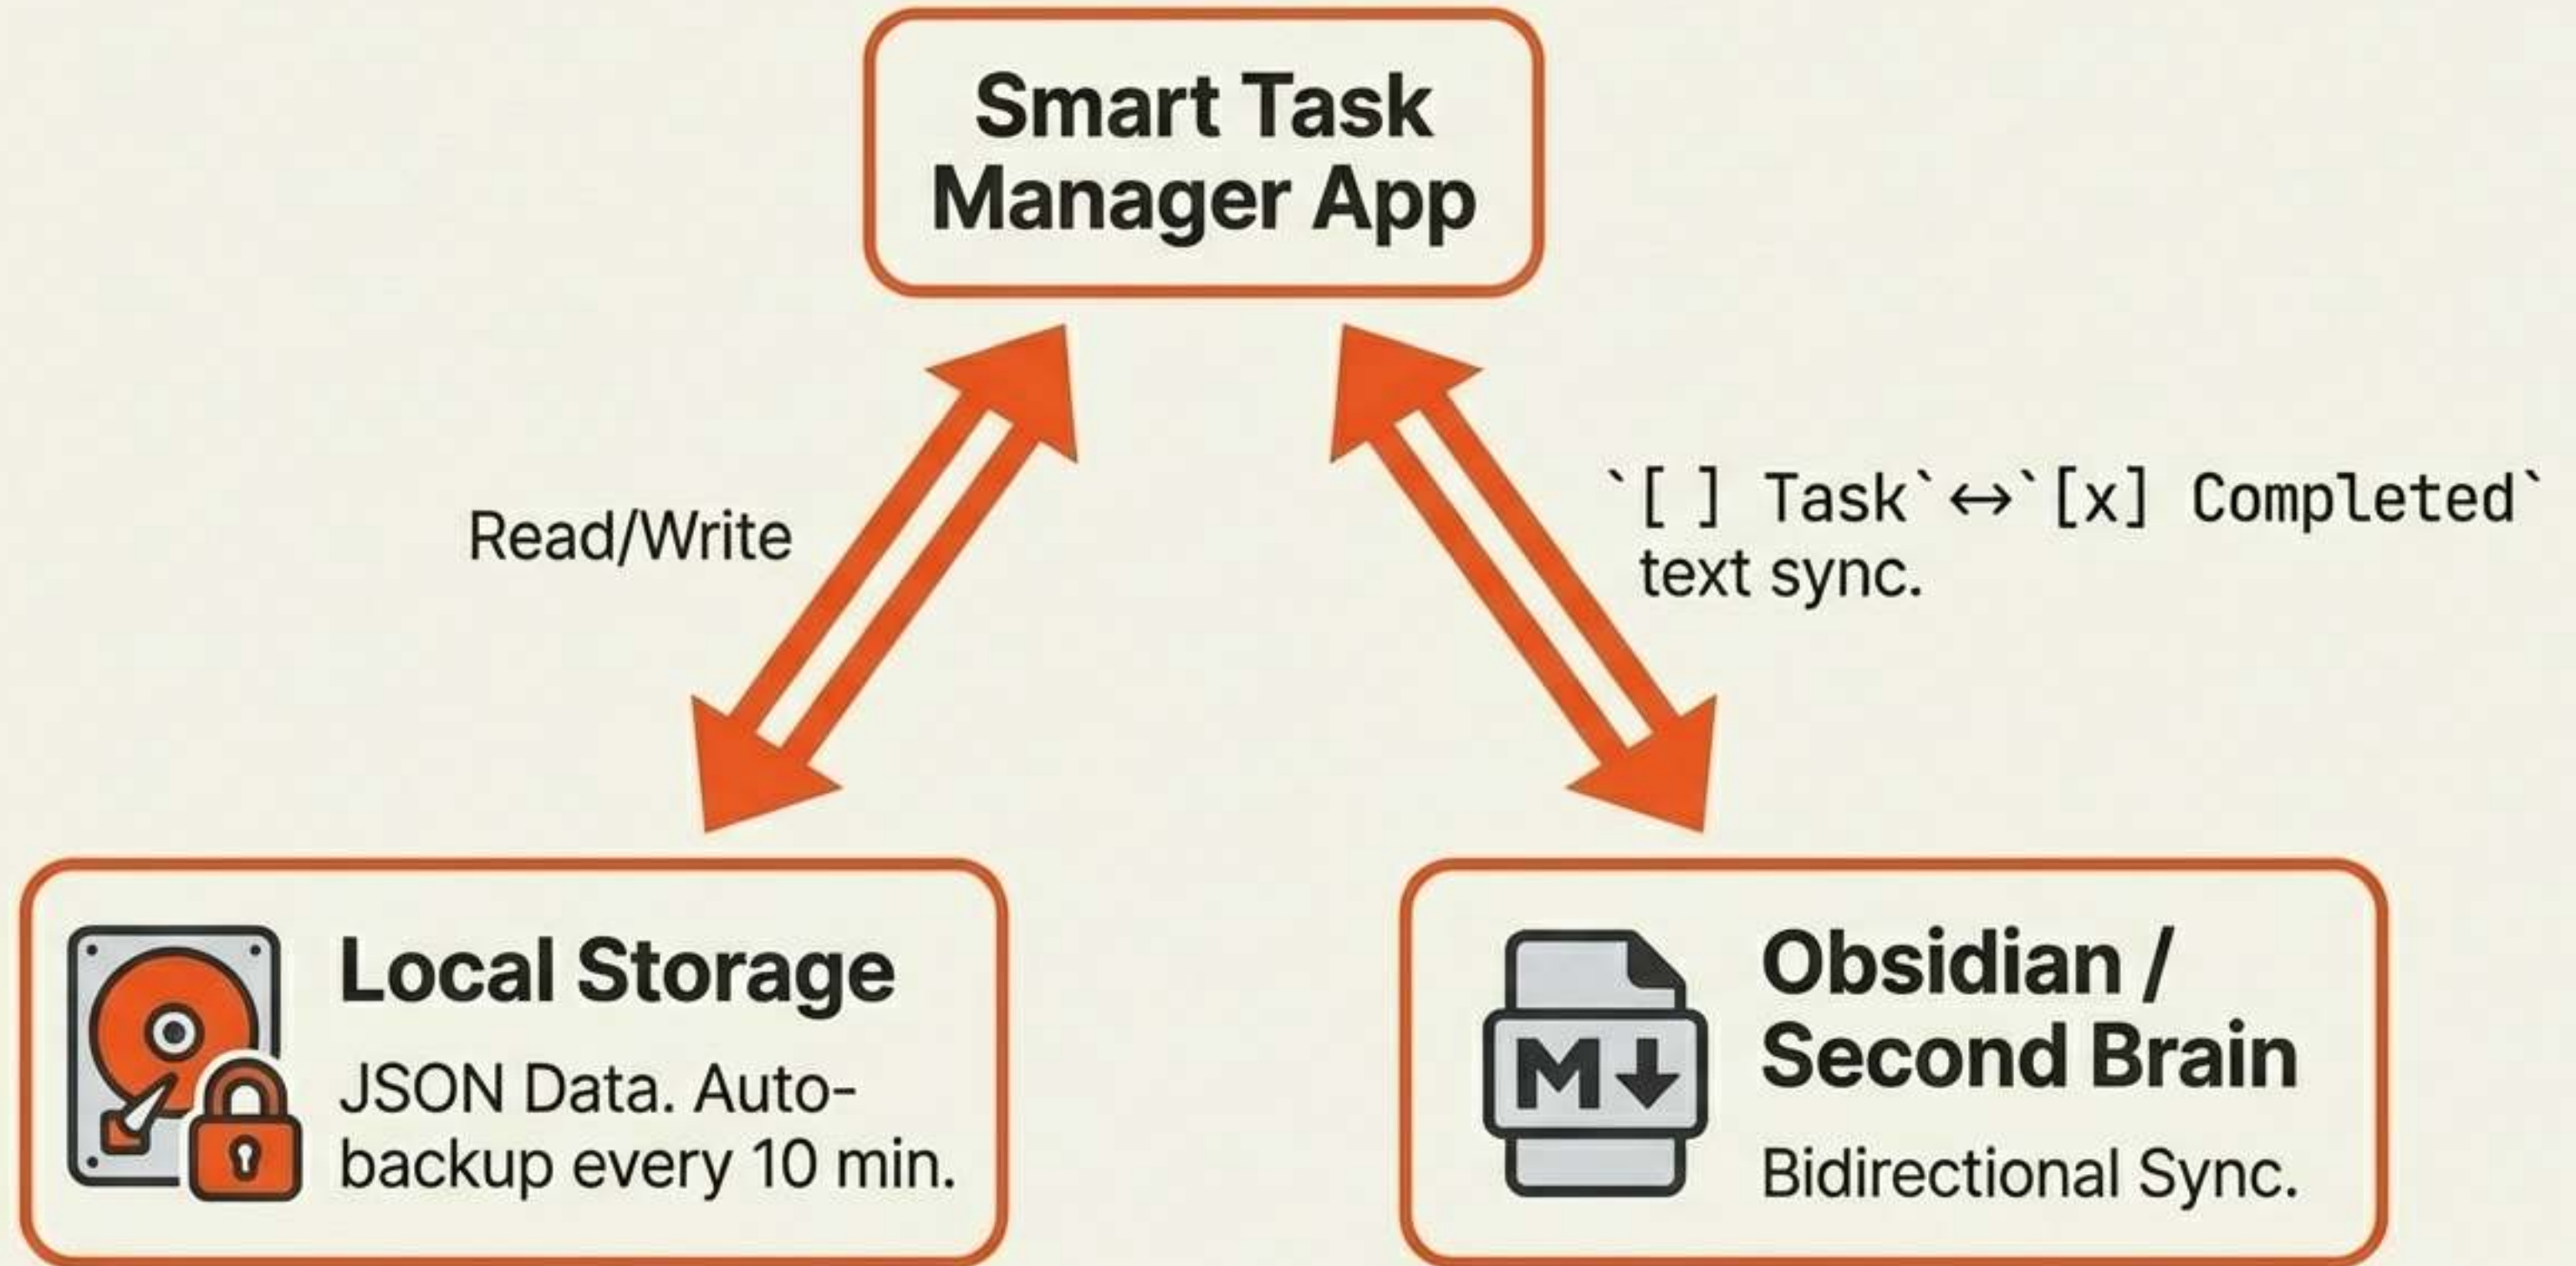 Smart Task
Manager App
Read/Write
`[ ] Task`↔`[x] Completed`
text sync.
Local Storage
JSON Data. Auto-
backup every 10 min.
M↓
Obsidian /
Second Brain
Bidirectional Sync.